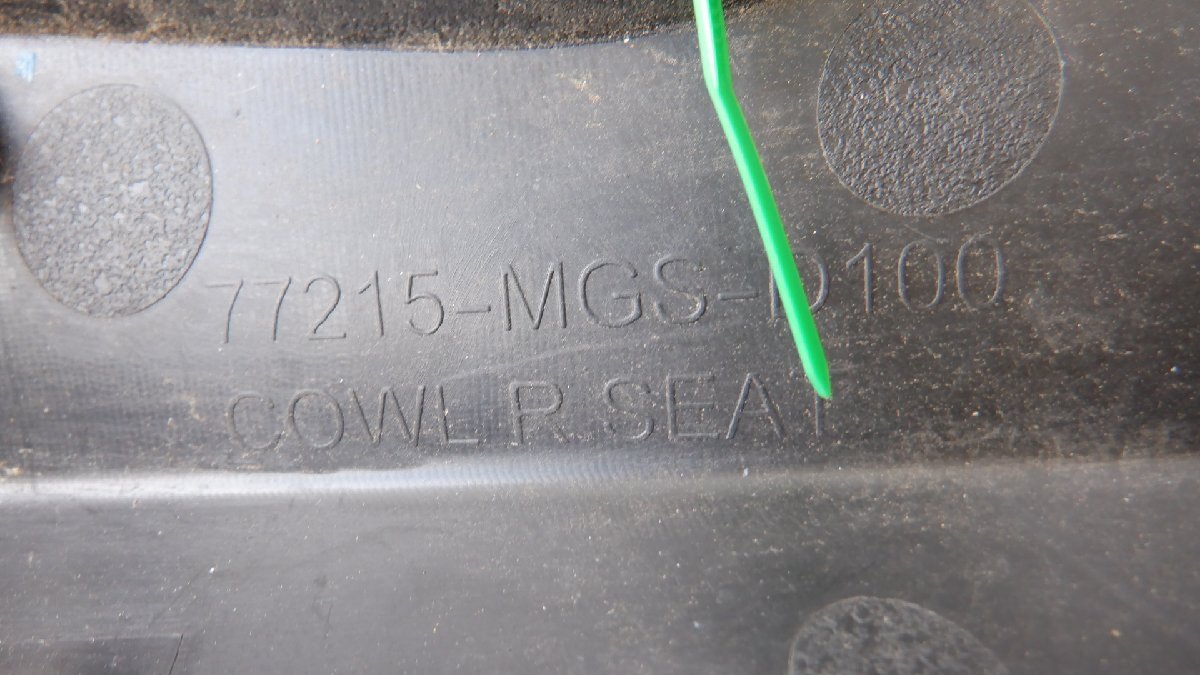 77215-MGS-D100
COWL R. SEAT